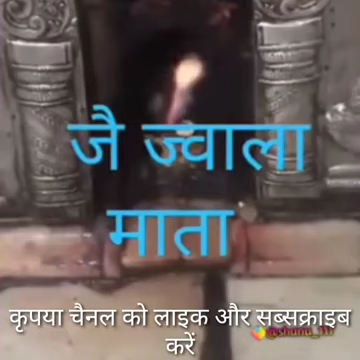 जै ज्वाला
माता
कृपया चैनल को लाइक और सब्सक्राइब
करें